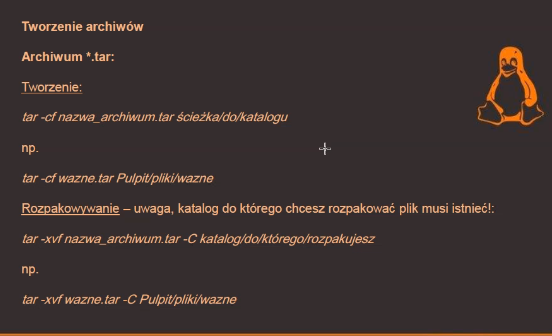 Tworzenie archiwów
Archiwum *.tar:
Tworzenie:
tar -cf nazwa_archiwum.tar ścieżka/do/katalogu
np.
tar -cf wazne.tar Pulpit/pliki/wazne
Rozpakowywanie – uwaga, katalog do którego chcesz rozpakować plik musi istnieć!:
tar -xvf nazwa_archiwum.tar -C katalog/do/którego/rozpakujesz
np.
tar -xvf wazne.tar -C Pulpit/pliki/wazne